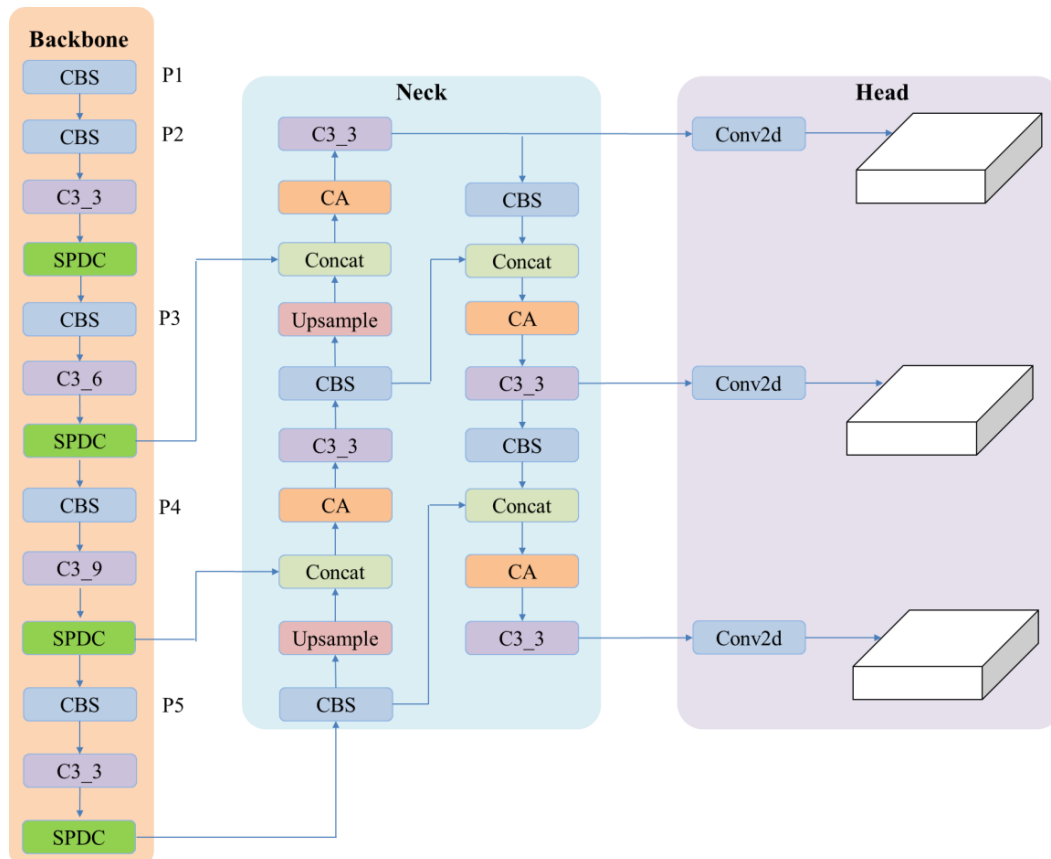 Backbone
CBS
P1
CBS
P2
C3_3
SPDC
CBS
P3
C3_6
SPDC
CBS
P4
C3_9
SPDC
CBS
P5
C3_3
SPDC
Neck
C3_3
CA
Concat
Upsample
CBS
C3_3
CA
Concat
Upsample
CBS
CBS
Concat
CA
C3_3
CBS
Concat
CA
C3_3
Head
Conv2d
Conv2d
Conv2d